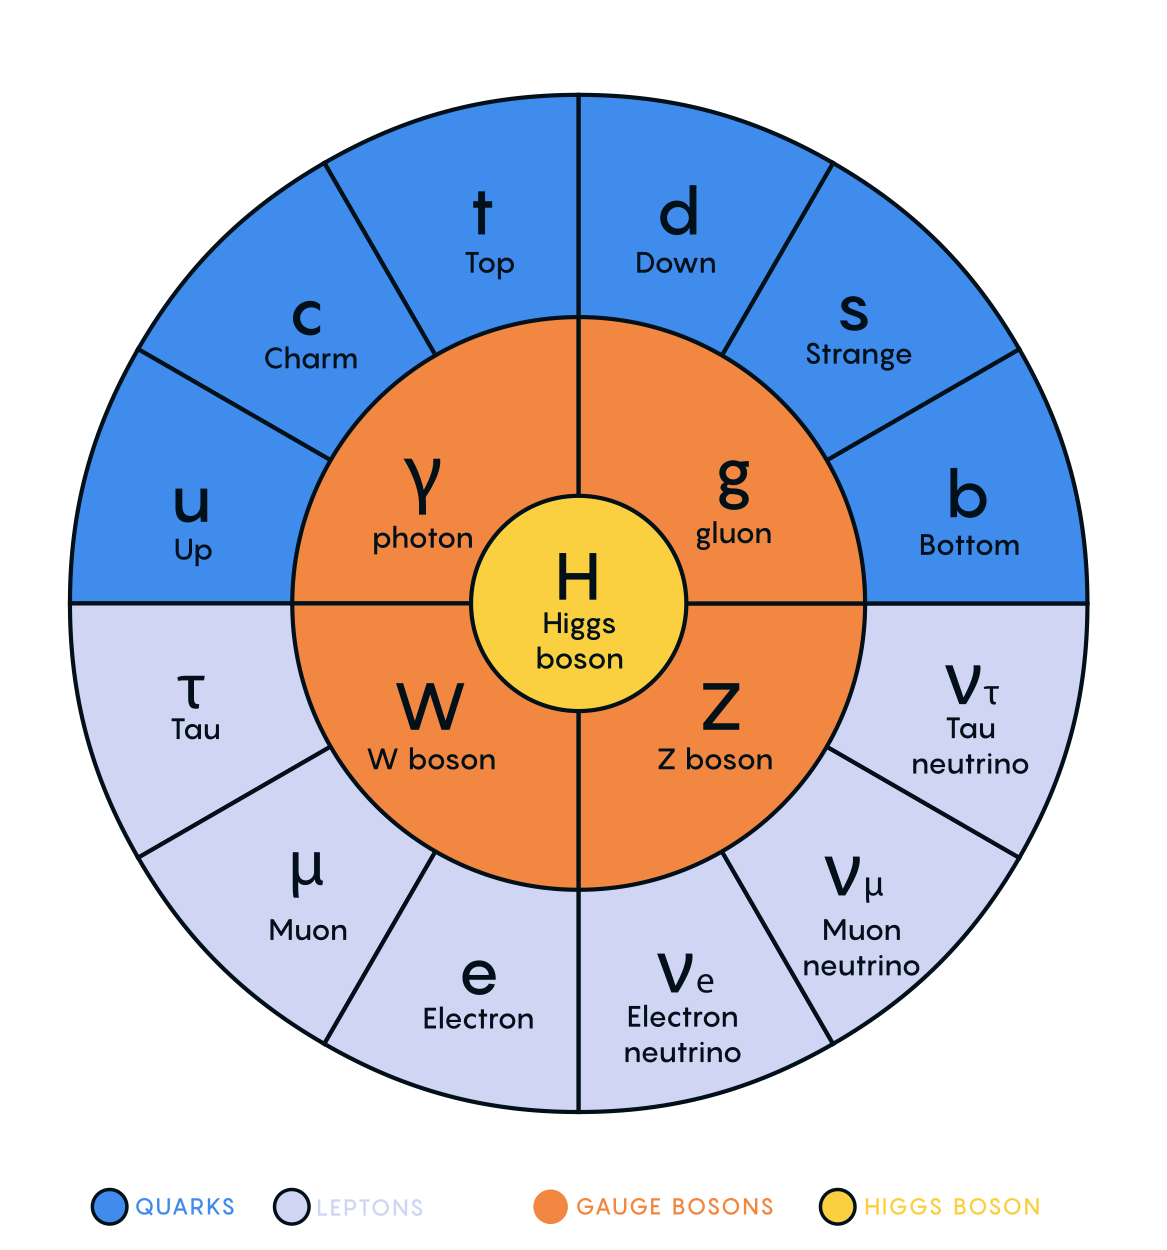 t
Top
d
Down
c
Charm
s
Strange
u
Up
b
Bottom
γ
photon
g
gluon
H
Higgs
boson
W
W boson
Z
Z boson
τ
Tau
ντ
Tau
neutrino
μ
Muon
νμ
Muon
neutrino
e
Electron
νe
Electron
neutrino
QUARKS
LEPTONS
GAUGE BOSONS
HIGGS BOSON